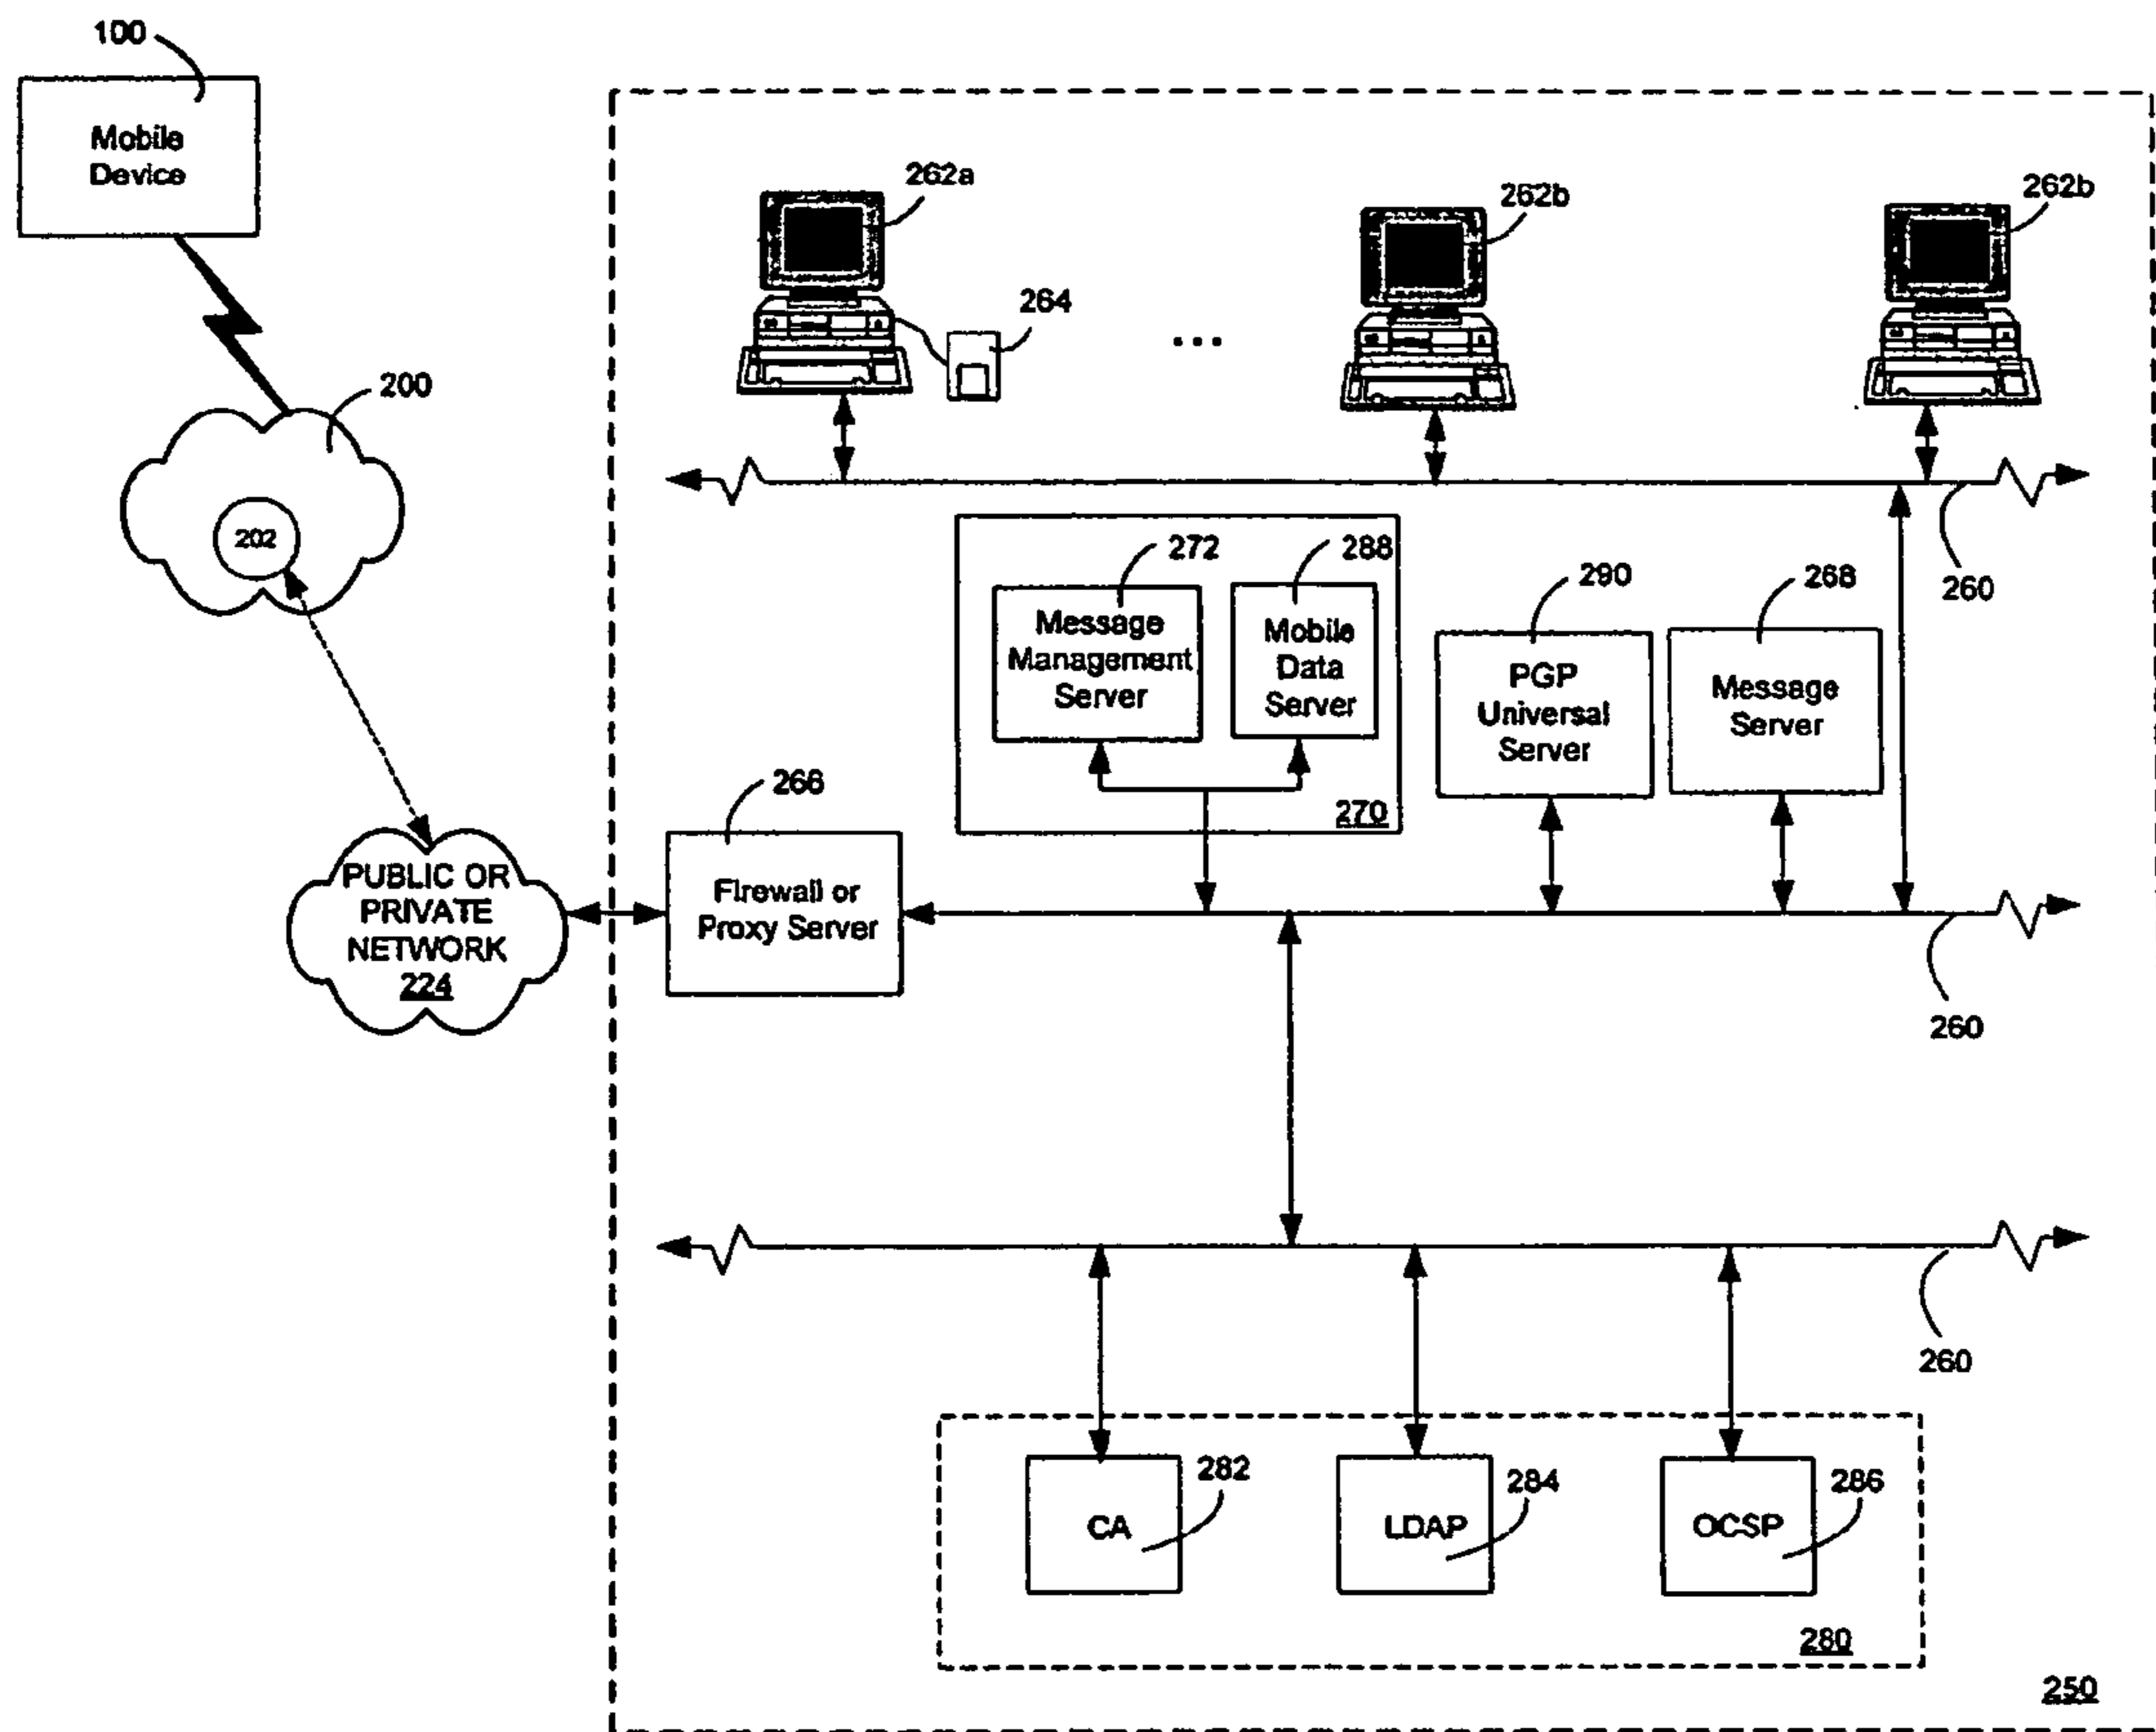 100
Mobile
Device
262a
262b
262b
264
...
200
202
260
272
288
290
268
Message
Management
Server
Mobile
Data
Server
PGP
Universal
Server
Message
Server
270
266
Firewall or
Proxy Server
PUBLIC OR
PRIVATE
NETWORK
224
260
260
282
284
286
CA
LDAP
OCSP
280
250